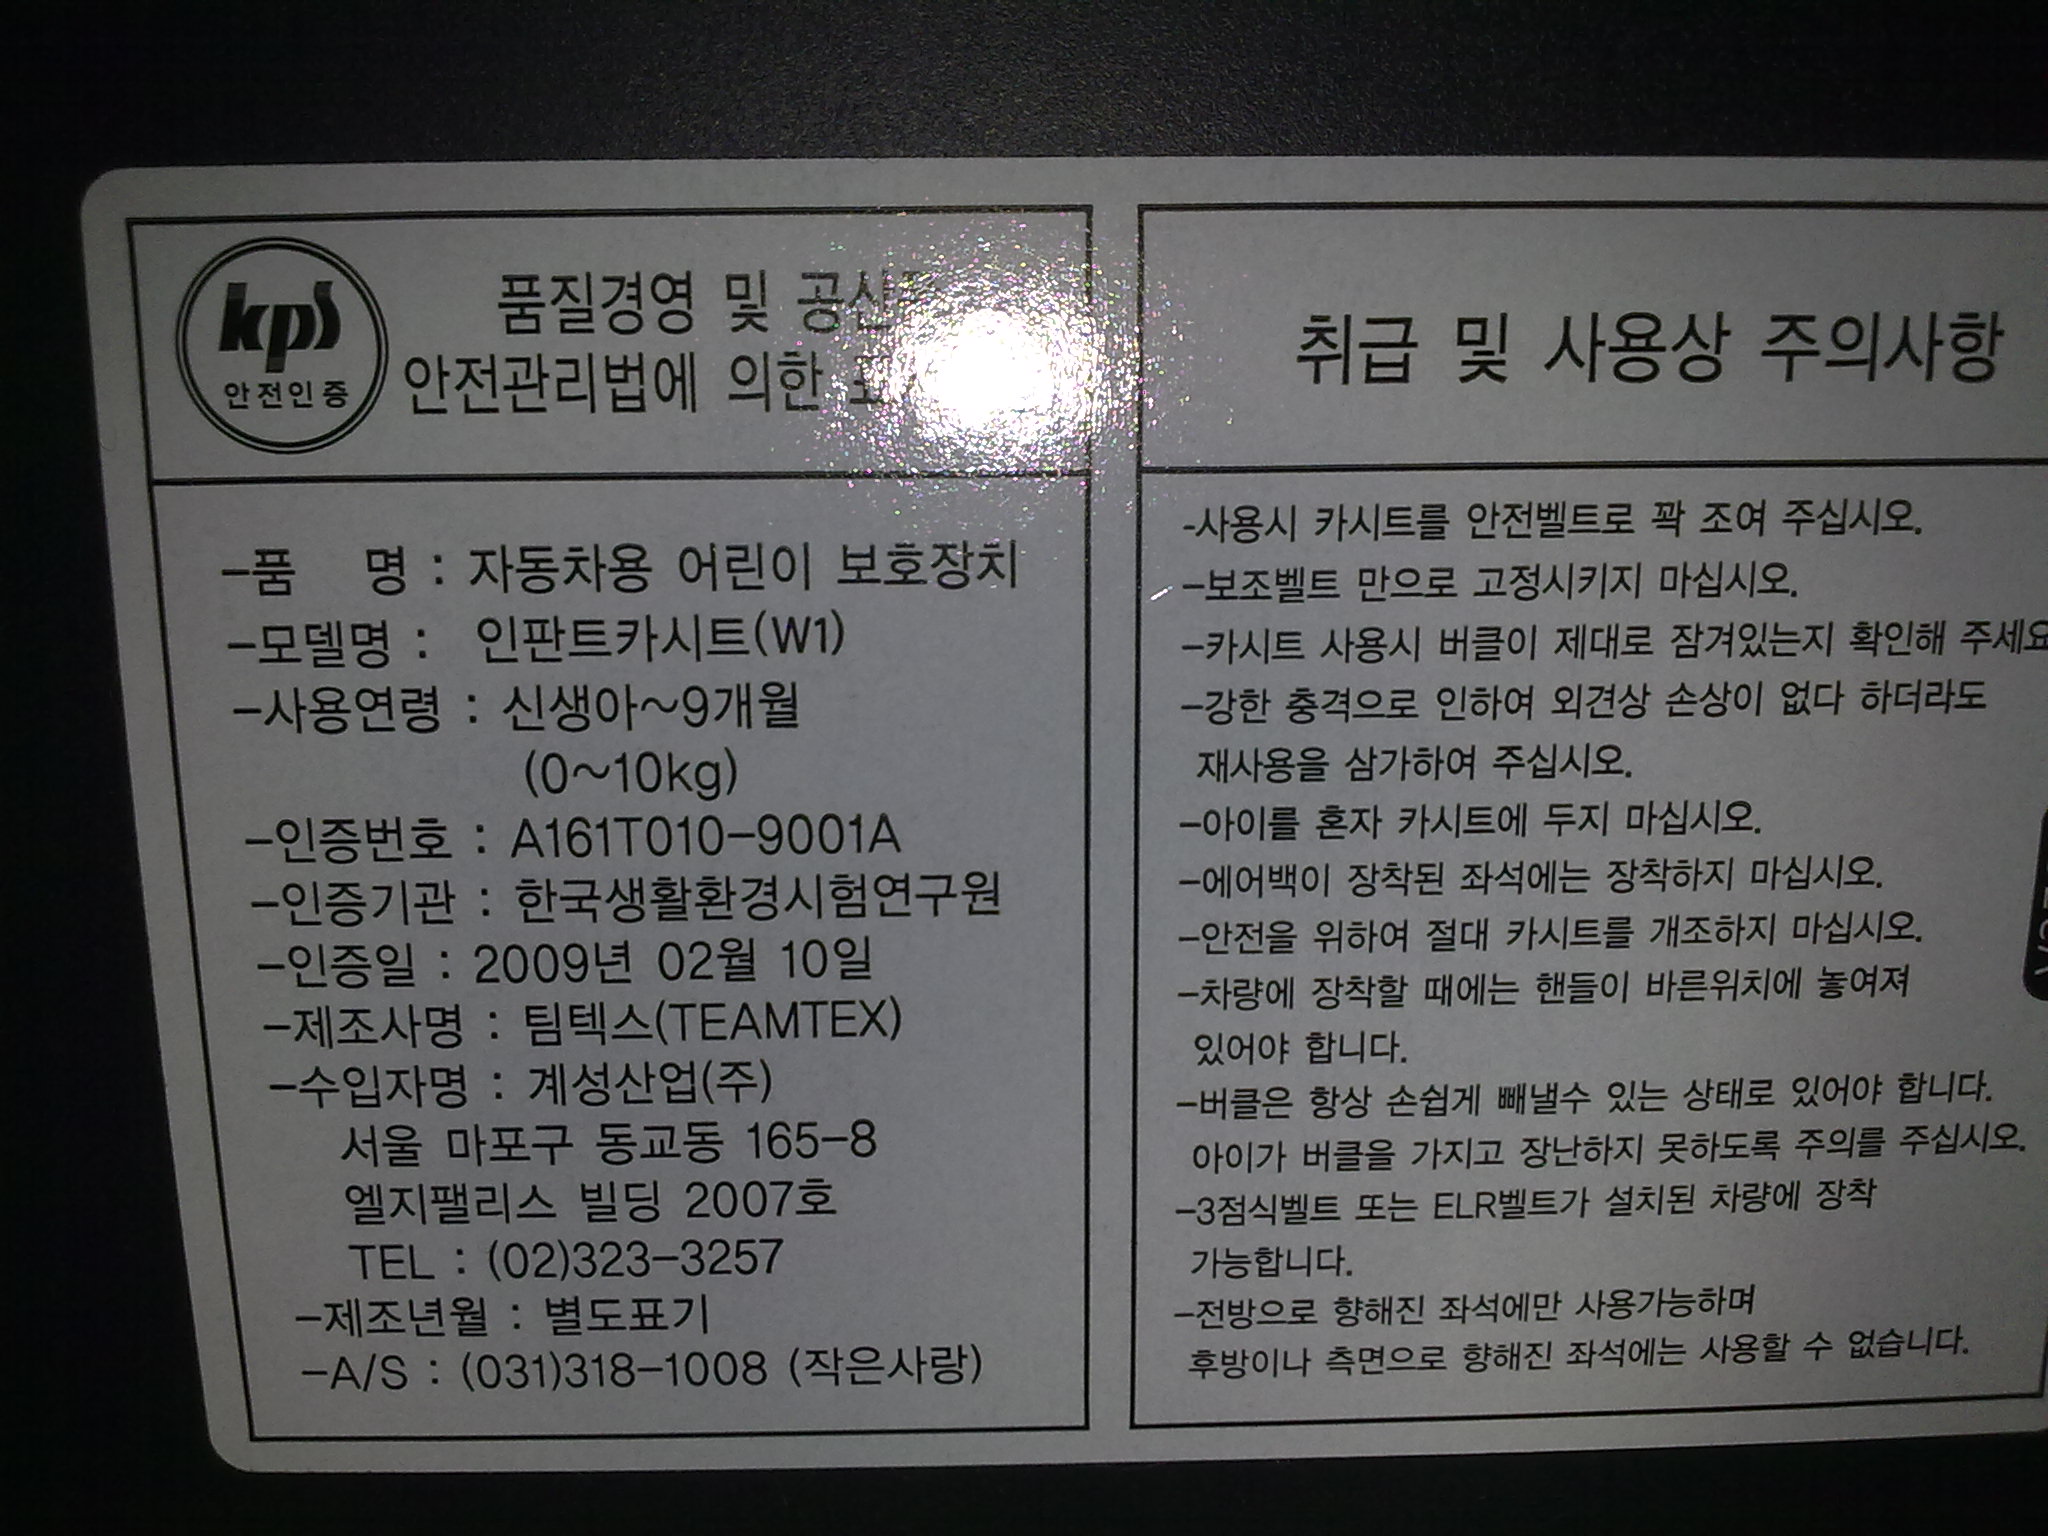 kps
안전인증
품질경영 및
안전관리법에 의한
-품 명 : 자동차용 어린이 보호장치
-모델명 : 인판트카시트(W1)
-사용연령 : 신생아~9개월
(0~10kg)
-인증번호 : A161T010-9001A
-인증기관 : 한국생활환경시험연구원
-인증일 : 2009년 02월 10일
-제조사명 : 팀텍스(TEAMTEX)
-수입자명 : 계성산업(주)
서울 마포구 동교동 165-8
엘지팰리스 빌딩 2007호
TEL : (02)323-3257
-제조년월 : 별도표기
-A/S : (031)318-1008 (작은사랑)
취급 및 사용상 주의사항
-사용시 카시트를 안전벨트로 꽉 조여 주십시오.
-보조벨트 만으로 고정시키지 마십시오.
-카시트 사용시 버클이 제대로 잠겨있는지 확인해 주세요
-강한 충격으로 인하여 외견상 손상이 없다 하더라도
재사용을 삼가하여 주십시오.
-아이를 혼자 카시트에 두지 마십시오.
-에어백이 장착된 좌석에는 장착하지 마십시오.
-안전을 위하여 절대 카시트를 개조하지 마십시오.
-차량에 장착할 때에는 핸들이 바른위치에 놓여져
있어야 합니다.
-버클은 항상 손쉽게 빼낼수 있는 상태로 있어야 합니다.
아이가 버클을 가지고 장난하지 못하도록 주의를 주십시오.
-3점식벨트 또는 ELR벨트가 설치된 차량에 장착
가능합니다.
-전방으로 향해진 좌석에만 사용가능하며
후방이나 측면으로 향해진 좌석에는 사용할 수 없습니다.